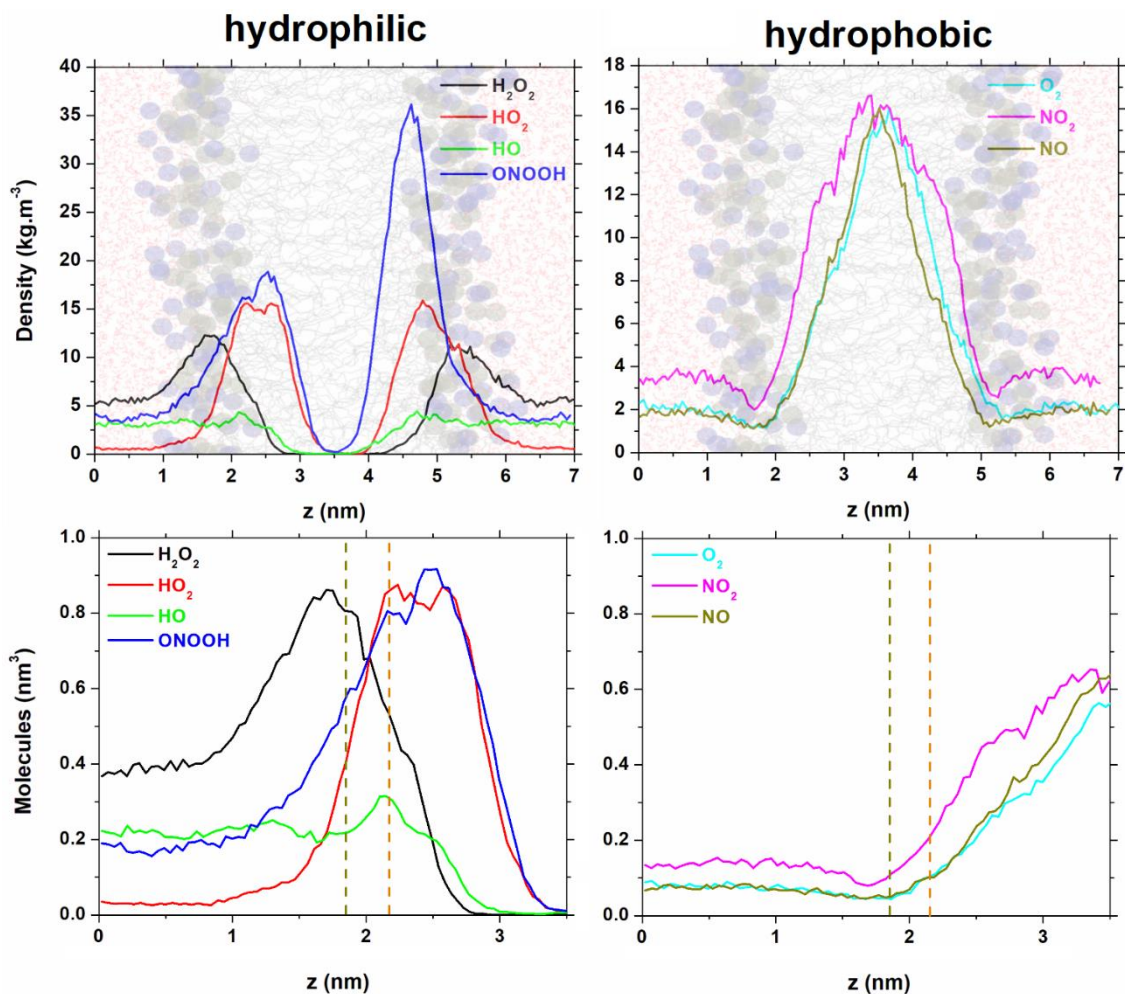 hydrophilic
hydrophobic
40
35
30
25
20
15
10
5
0
Density (kg.m⁻³)
H₂O₂
HO₂
HO
ONOOH
0 1 2 3 4 5 6 7
z (nm)
18
16
14
12
10
8
6
4
2
0
O₂
NO₂
NO
0 1 2 3 4 5 6 7
z (nm)
1.0
0.8
0.6
0.4
0.2
0.0
Molecules (nm³)
H₂O₂
HO₂
HO
ONOOH
0 1 2 3
z (nm)
1.0
0.8
0.6
0.4
0.2
0.0
O₂
NO₂
NO
0 1 2 3
z (nm)